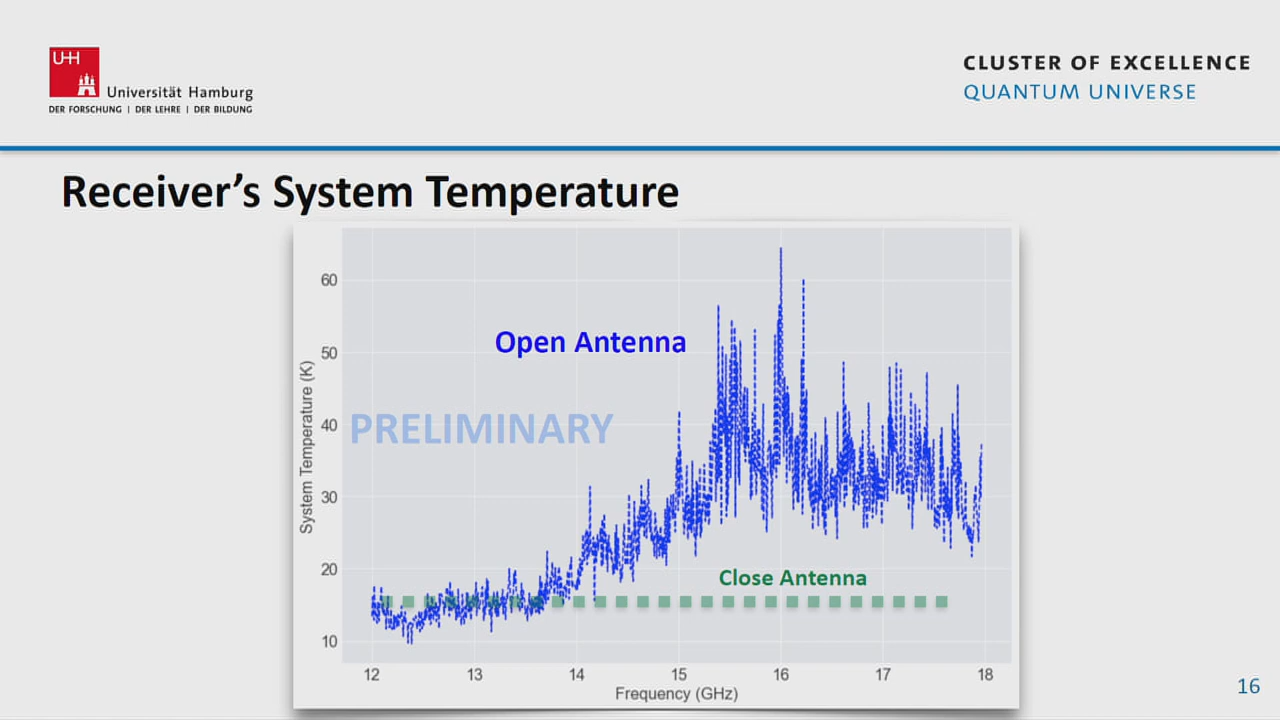 UHH
Universität Hamburg
DER FORSCHUNG | DER LEHRE | DER BILDUNG
CLUSTER OF EXCELLENCE
QUANTUM UNIVERSE
Receiver's System Temperature
System Temperature (K)
60
50
40
30
20
10
Open Antenna
PRELIMINARY
Close Antenna
12 13 14 15 16 17 18
Frequency (GHz)
16